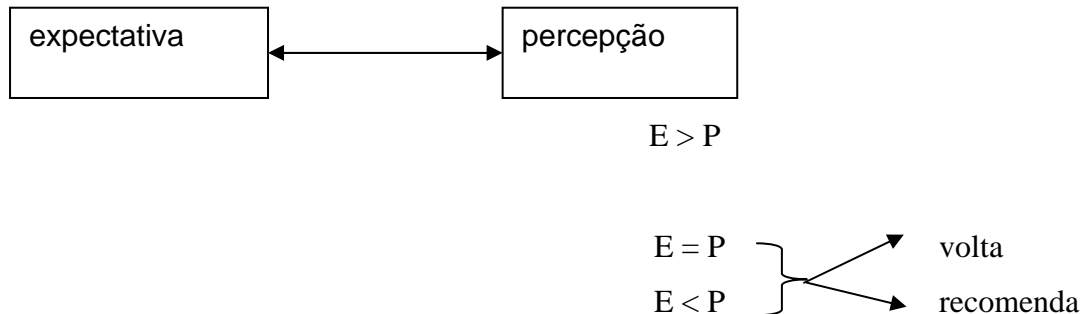 expectativa percepção
E > P
E = P volta
E < P recomenda